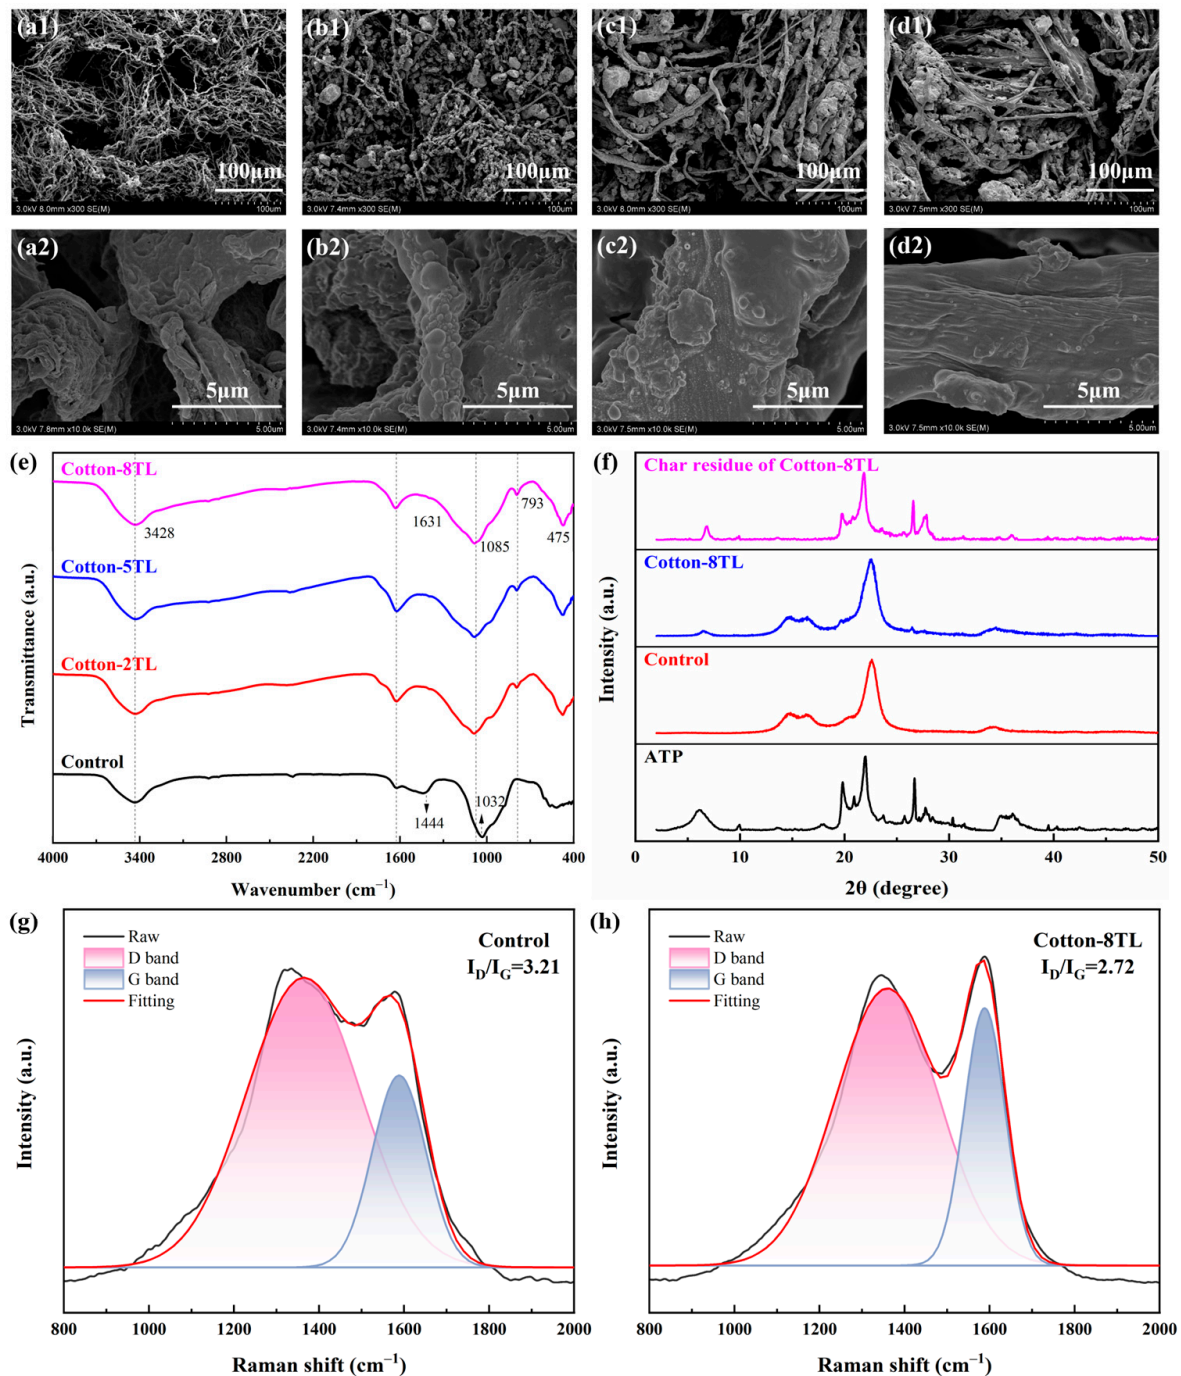 (a1)
100μm
3.0kV 8.0mm x300 SE(M)
100um
(b1)
100μm
3.0kV 7.4mm x300 SE(M)
100um
(c1)
100μm
3.0kV 8.0mm x300 SE(M)
100um
(d1)
100μm
3.0kV 7.5mm x300 SE(M)
100um
(a2)
5μm
3.0kV 7.8mm x10.0k SE(M)
5.00um
(b2)
5μm
3.0kV 7.4mm x10.0k SE(M)
5.00um
(c2)
5μm
3.0kV 7.5mm x10.0k SE(M)
5.00um
(d2)
5μm
3.0kV 7.5mm x10.0k SE(M)
5.00um
(e)
Cotton-8TL
3428
1631
1085
793
475
Cotton-5TL
Cotton-2TL
Control
1444
1032
Transmittance (a.u.)
4000 3400 2800 2200 1600 1000 400
Wavenumber (cm⁻¹)
(f)
Char residue of Cotton-8TL
Cotton-8TL
Control
ATP
Intensity (a.u.)
0 10 20 30 40 50
2θ (degree)
(g)
Raw
D band
G band
Fitting
Control
I_D/I_G=3.21
Intensity (a.u.)
800 1000 1200 1400 1600 1800 2000
Raman shift (cm⁻¹)
(h)
Raw
D band
G band
Fitting
Cotton-8TL
I_D/I_G=2.72
Intensity (a.u.)
800 1000 1200 1400 1600 1800 2000
Raman shift (cm⁻¹)